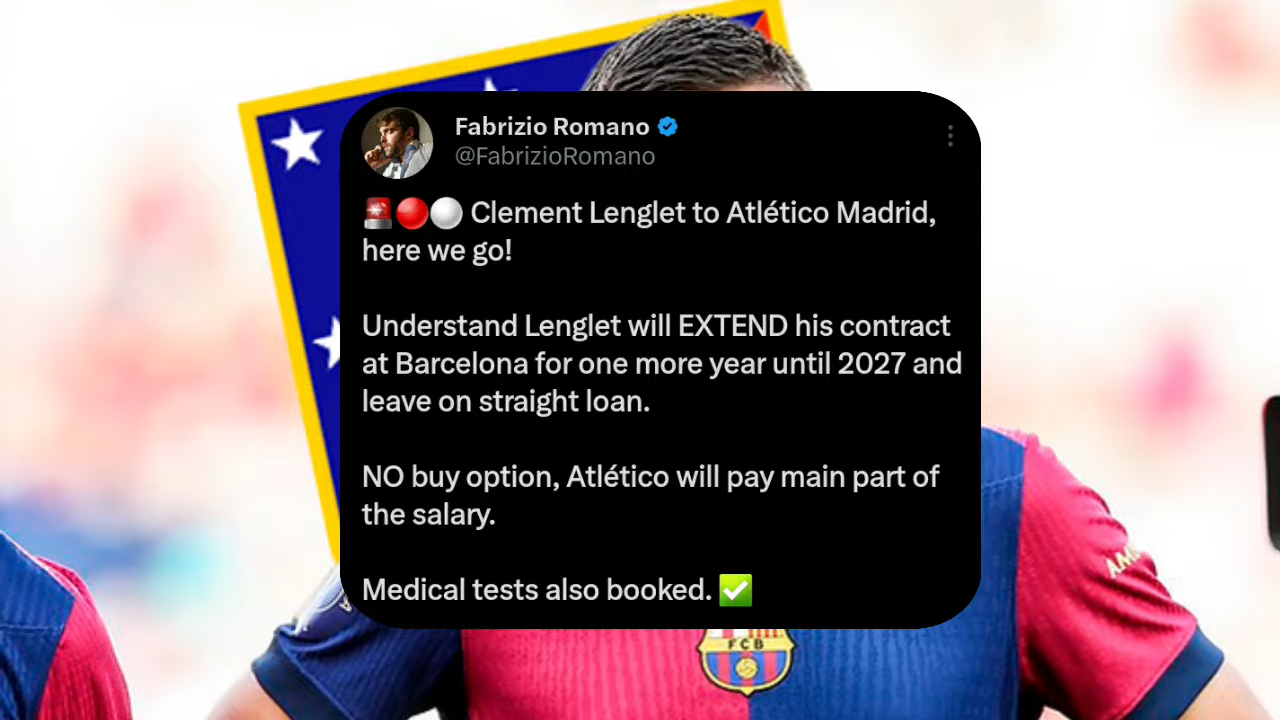 Fabrizio Romano
@FabrizioRomano
🚨🔴⚪ Clement Lenglet to Atlético Madrid,
here we go!
Understand Lenglet will EXTEND his contract
at Barcelona for one more year until 2027 and
leave on straight loan.
NO buy option, Atlético will pay main part of
the salary.
Medical tests also booked. ✅
FCB